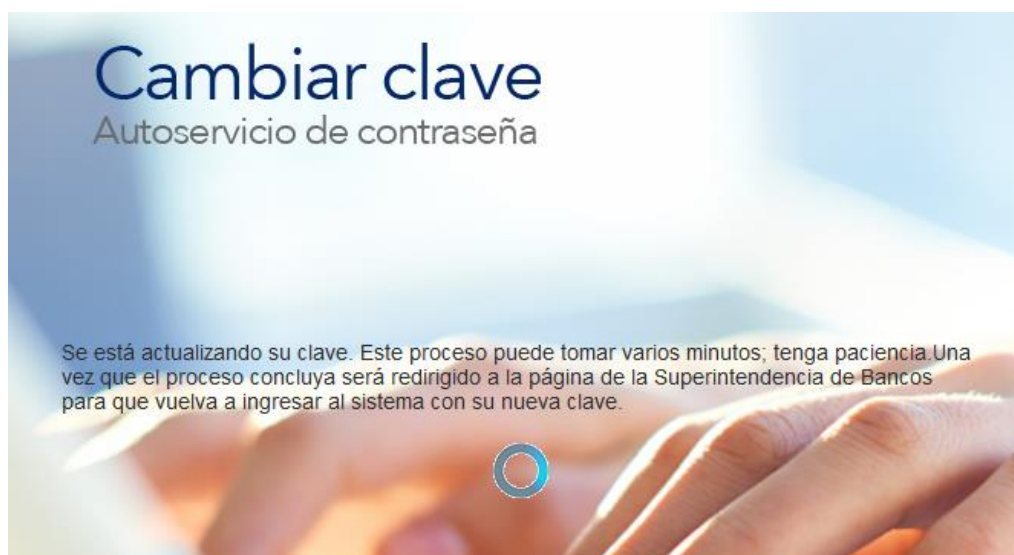 Cambiar clave
Autoservicio de contraseña
Se está actualizando su clave. Este proceso puede tomar varios minutos; tenga paciencia.Una
vez que el proceso concluya será redirigido a la página de la Superintendencia de Bancos
para que vuelva a ingresar al sistema con su nueva clave.